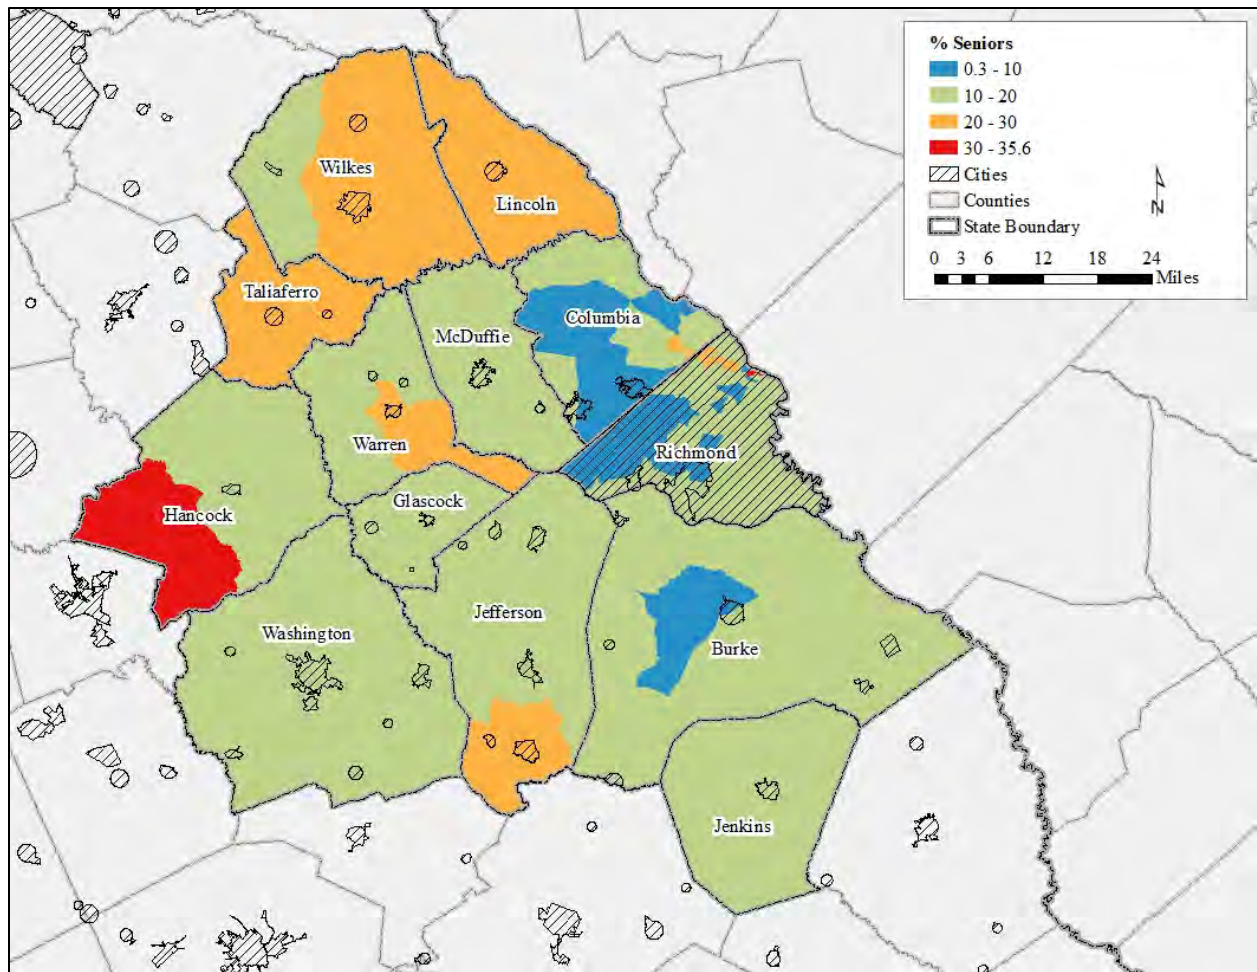 % Seniors
0.3 - 10
10 - 20
20 - 30
30 - 35.6
Cities
Counties
State Boundary
N
0 3 6 12 18 24
Miles
Wilkes
Lincoln
Taliaferro
Columbia
McDuffie
Warren
Richmond
Glascock
Hancock
Jefferson
Washington
Burke
Jenkins